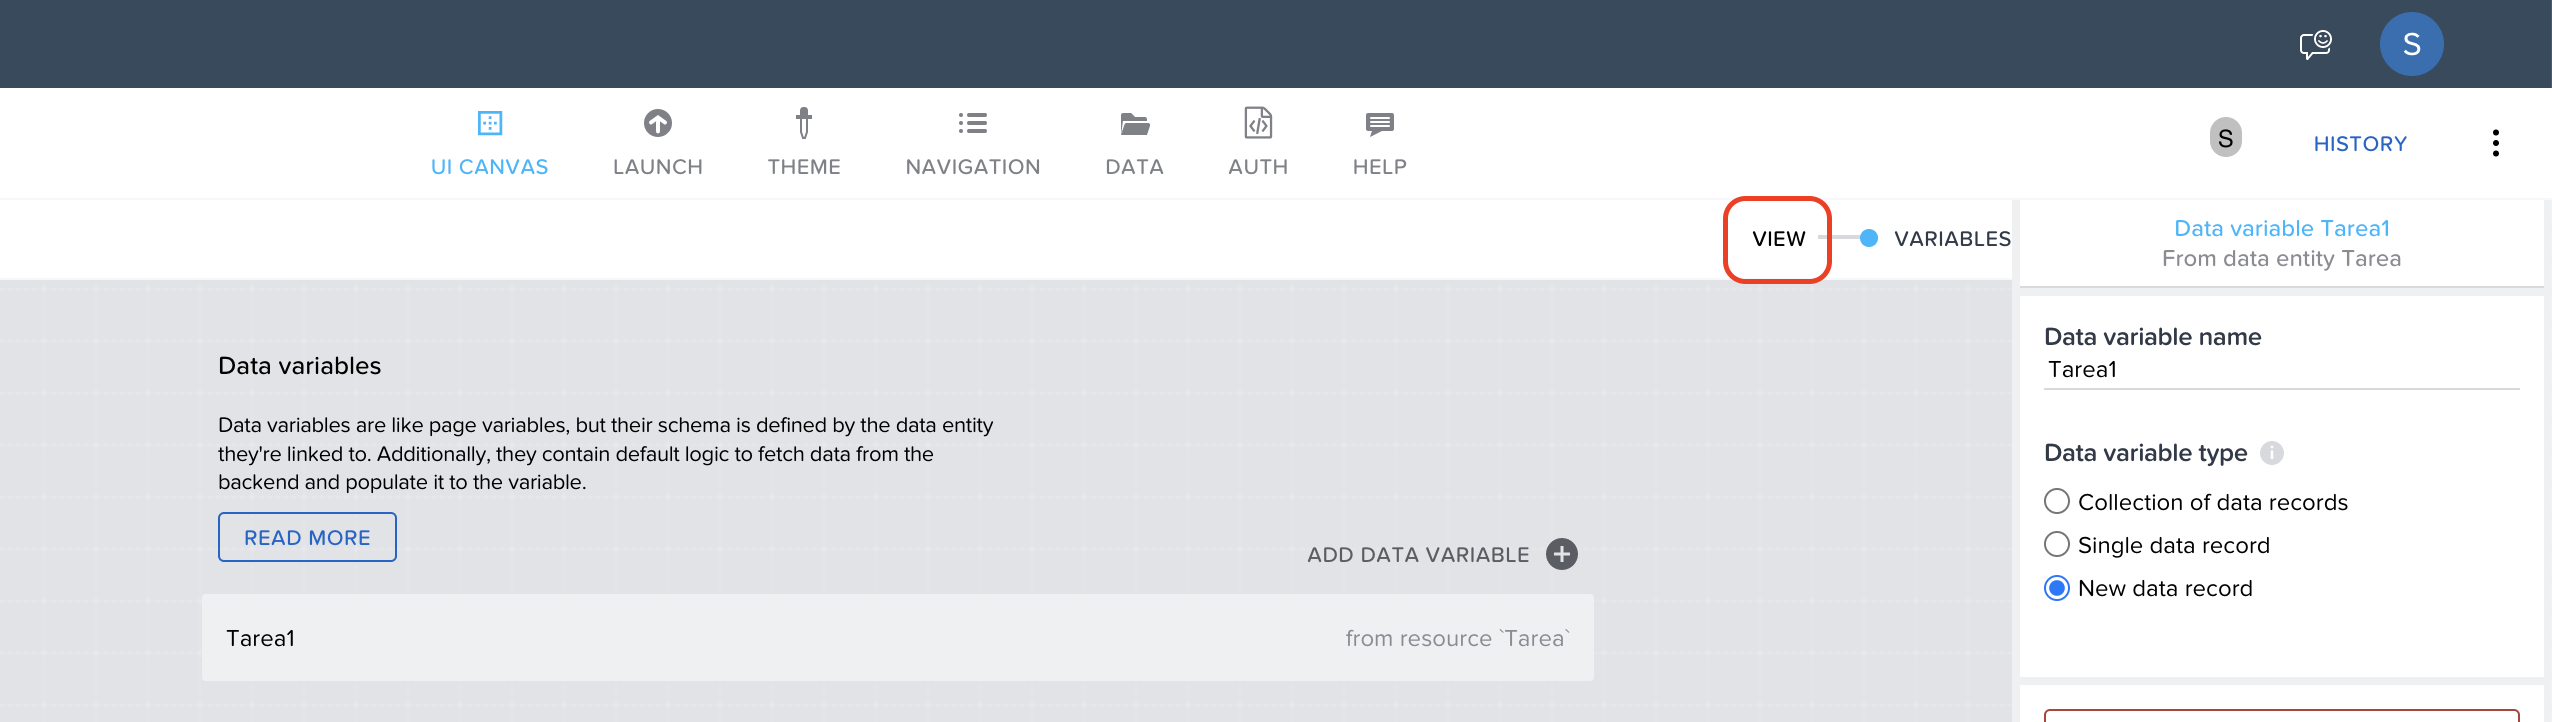 S
UI CANVAS
LAUNCH
THEME
NAVIGATION
DATA
AUTH
HELP
S
HISTORY
VIEW
VARIABLES
Data variable Tarea1
From data entity Tarea
Data variables
Data variables are like page variables, but their schema is defined by the data entity
they're linked to. Additionally, they contain default logic to fetch data from the
backend and populate it to the variable.
READ MORE
ADD DATA VARIABLE
Tarea1
from resource `Tarea`
Data variable name
Tarea1
Data variable type
Collection of data records
Single data record
New data record